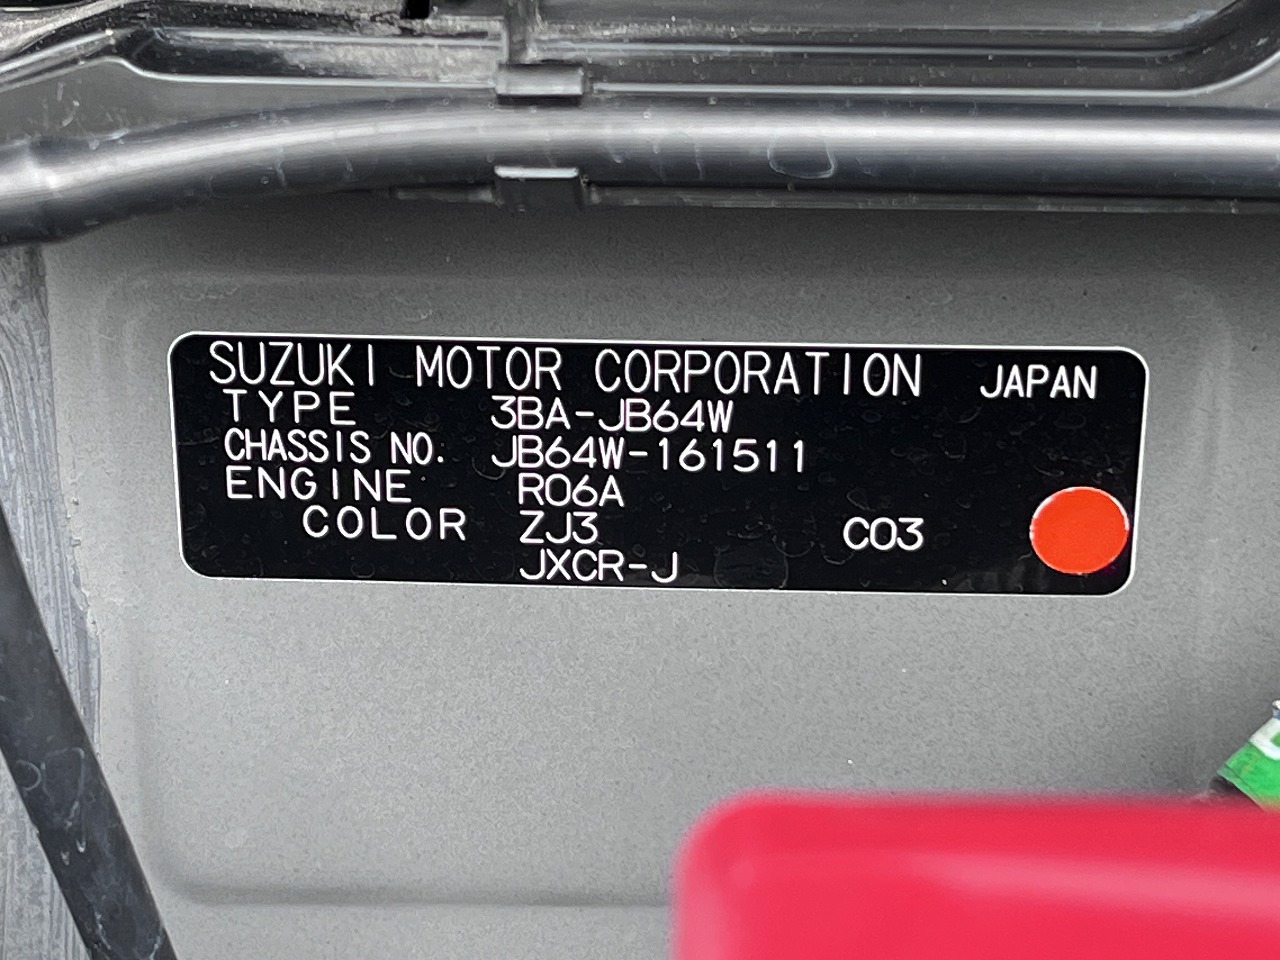 SUZUKI MOTOR CORPORATION JAPAN
TYPE 3BA-JB64W
CHASSIS NO. JB64W-161511
ENGINE R06A
COLOR ZJ3 C03
JXCR-J